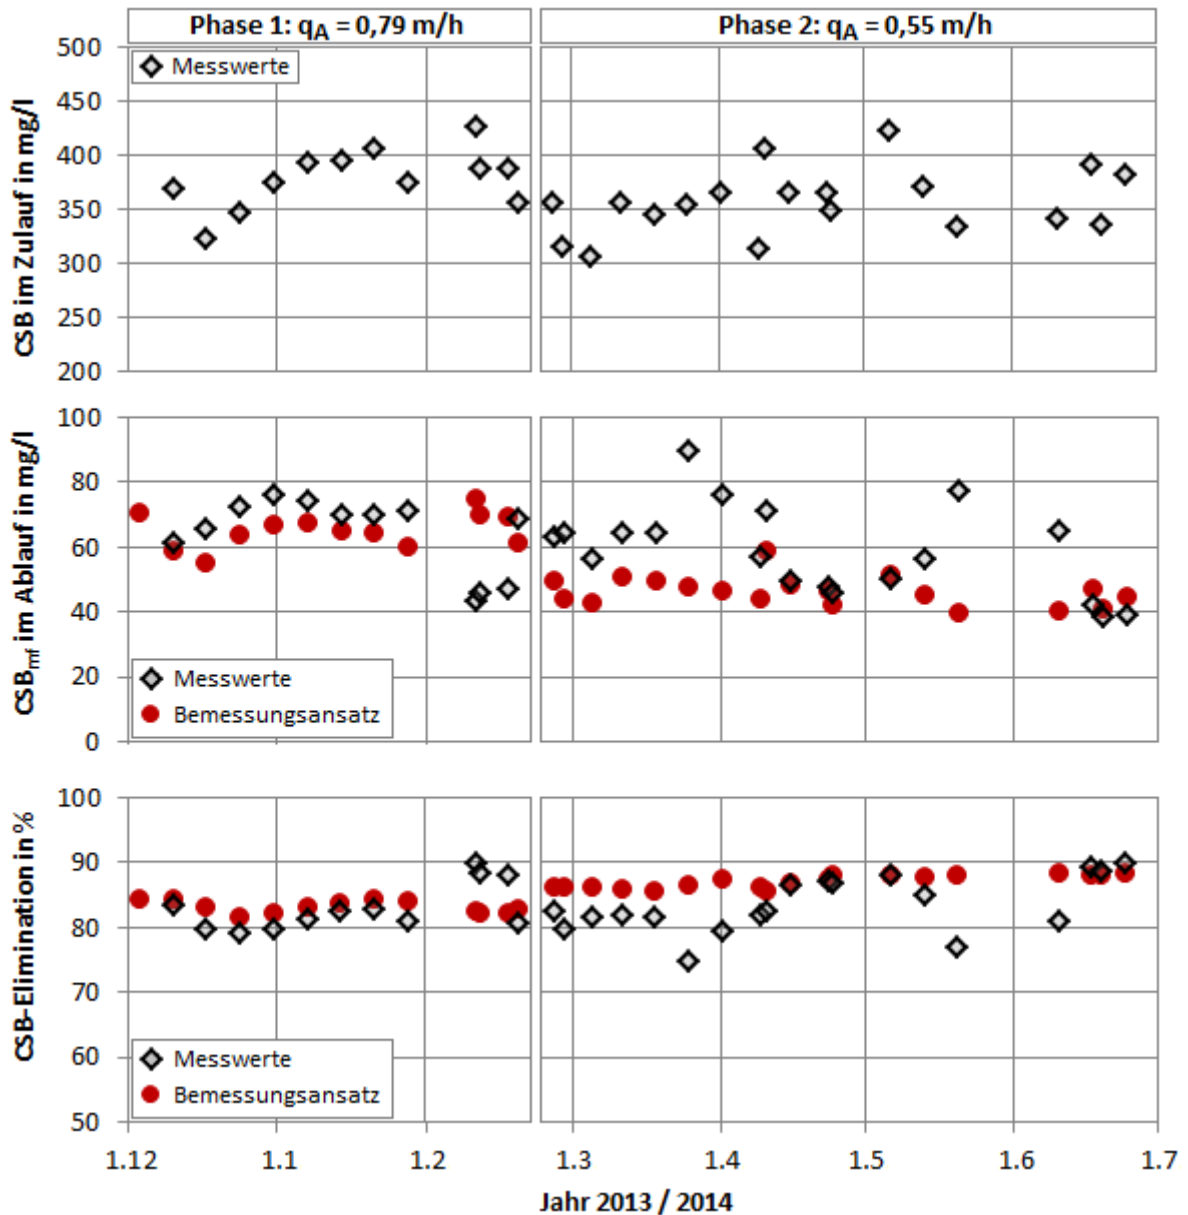 Phase 1: qA = 0,79 m/h
Phase 2: qA = 0,55 m/h
CSB im Zulauf in mg/l
500
450
400
350
300
250
200
Messwerte
CSBmf im Ablauf in mg/l
100
80
60
40
20
0
Messwerte
Bemessungsansatz
CSB-Elimination in %
100
90
80
70
60
50
Messwerte
Bemessungsansatz
1.12
1.1
1.2
1.3
1.4
1.5
1.6
1.7
Jahr 2013 / 2014